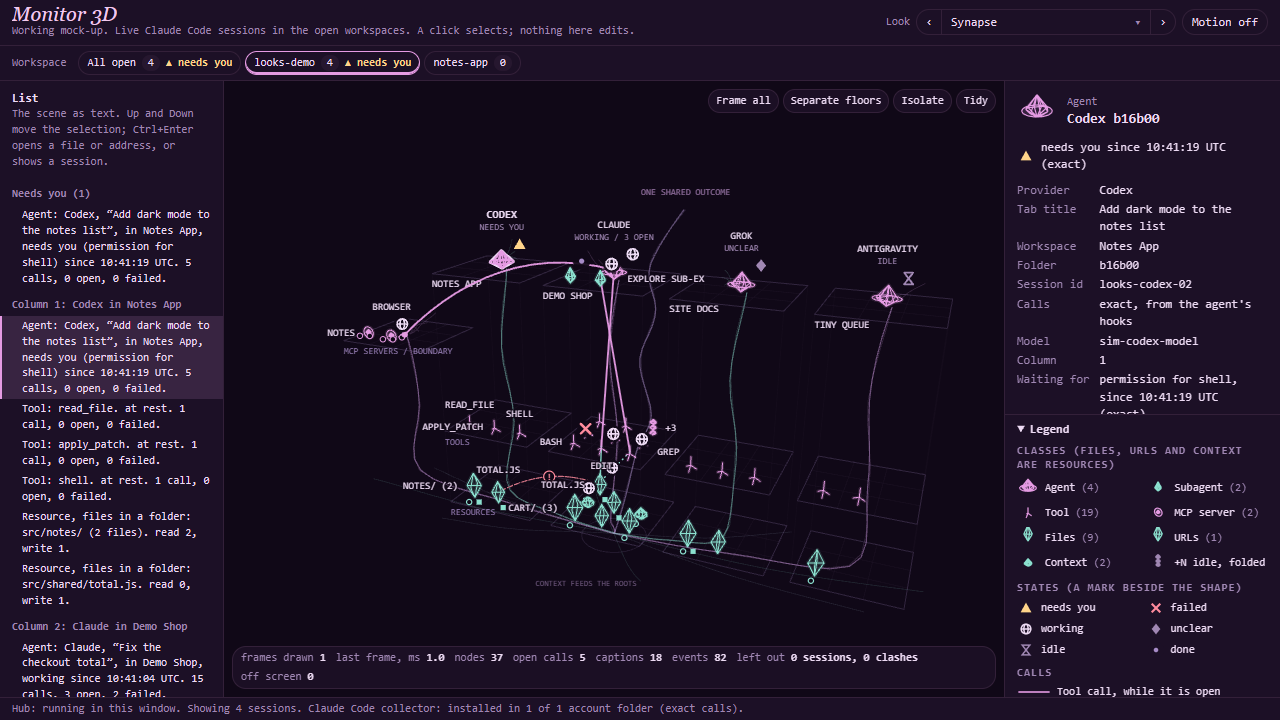 Monitor 3D
Working mock-up. Live Claude Code sessions in the open workspaces. A click selects; nothing here edits.
Look
‹
Synapse
›
Motion off
Workspace
All open 4 ▲ needs you
looks-demo 4 ▲ needs you
notes-app 0
List
The scene as text. Up and Down
move the selection; Ctrl+Enter
opens a file or address, or
shows a session.
Needs you (1)
Agent: Codex, “Add dark mode to
the notes list”, in Notes App,
needs you (permission for
shell) since 10:41:19 UTC. 5
calls, 0 open, 0 failed.
Column 1: Codex in Notes App
Agent: Codex, “Add dark mode to
the notes list”, in Notes App,
needs you (permission for
shell) since 10:41:19 UTC. 5
calls, 0 open, 0 failed.
Tool: read_file. at rest. 1
call, 0 open, 0 failed.
Tool: apply_patch. at rest. 1
call, 0 open, 0 failed.
Tool: shell. at rest. 1 call, 0
open, 0 failed.
Resource, files in a folder:
src/notes/ (2 files). read 2,
write 1.
Resource, files in a folder:
src/shared/total.js. read 0,
write 1.
Column 2: Claude in Demo Shop
Agent: Claude, “Fix the
checkout total”, in Demo Shop,
working since 10:41:04 UTC. 15
calls, 3 open, 2 failed.
Frame all
Separate floors
Isolate
Tidy
ONE SHARED OUTCOME
CODEX
NEEDS YOU
CLAUDE
WORKING / 3 OPEN
GROK
UNCLEAR
ANTIGRAVITY
IDLE
NOTES APP
DEMO SHOP
EXPLORE SUB-EX
SITE DOCS
TINY QUEUE
BROWSER
NOTES
MCP SERVERS / BOUNDARY
READ_FILE
SHELL
APPLY_PATCH
TOOLS
BASH
+3
GREP
EDIT
TOTAL.JS
NOTES/ (2)
TOTAL.JS
RESOURCES
CART/ (3)
CONTEXT FEEDS THE ROOTS
frames drawn 1 last frame, ms 1.0 nodes 37 open calls 5 captions 18 events 82 left out 0 sessions, 0 clashes
off screen 0
Agent
Codex b16b00
needs you since 10:41:19 UTC
(exact)
Provider Codex
Tab title Add dark mode to the
notes list
Workspace Notes App
Folder b16b00
Session id looks-codex-02
Calls exact, from the agent's
hooks
Model sim-codex-model
Column 1
Waiting for permission for shell,
since 10:41:19 UTC
(exact)
▼ Legend
CLASSES (FILES, URLS AND CONTEXT
ARE RESOURCES)
Agent (4)
Subagent (2)
Tool (19)
MCP server (2)
Files (9)
URLs (1)
Context (2)
+N idle, folded
STATES (A MARK BESIDE THE SHAPE)
needs you
failed
working
unclear
idle
done
CALLS
Tool call, while it is open
Hub: running in this window. Showing 4 sessions. Claude Code collector: installed in 1 of 1 account folder (exact calls).